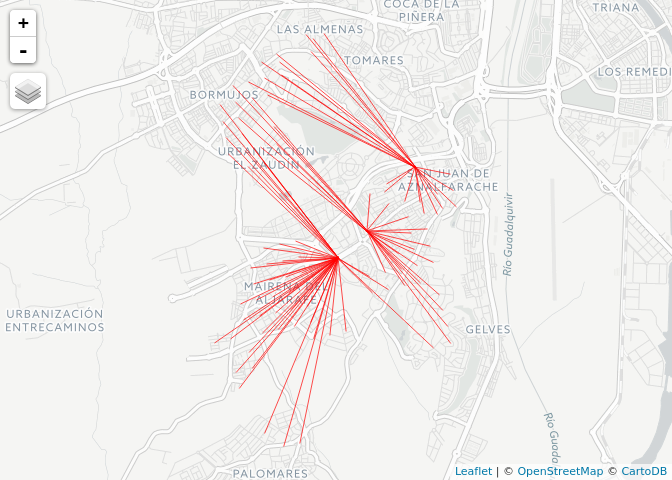 +
-
COCA DE LA
PIÑERA
TRIANA
LAS ALMENAS
TOMARES
LOS REMEDI
BORMUJOS
URBANIZACIÓN
EL ZAUDÍN
SAN JUAN DE
AZNALFARACHE
Río Guadalquivir
MAIRENA DEL
ALJARAFE
URBANIZACIÓN
ENTRECAMINOS
GELVES
Río Guada
PALOMARES
Leaflet | © OpenStreetMap © CartoDB